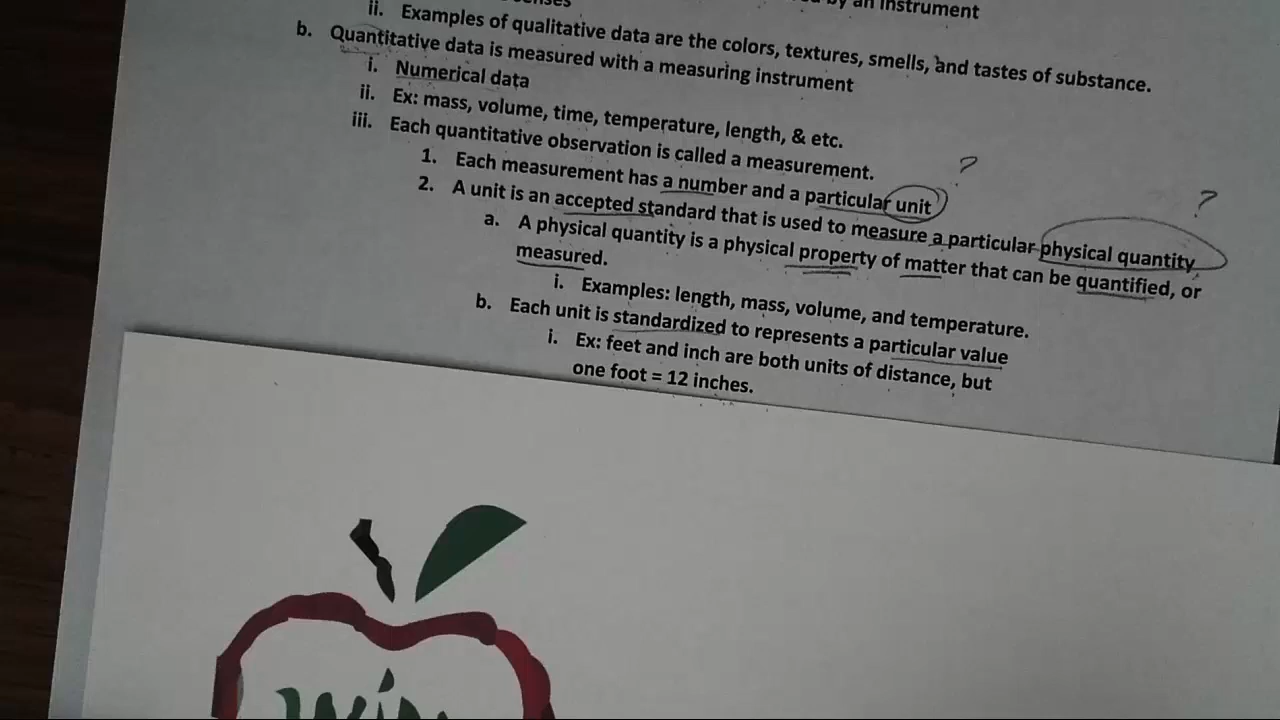 by an instrument
ii. Examples of qualitative data are the colors, textures, smells, and tastes of substance.
b. Quantitative data is measured with a measuring instrument
i. Numerical data
ii. Ex: mass, volume, time, temperature, length, & etc.
iii. Each quantitative observation is called a measurement.
?
1. Each measurement has a number and a particular unit
?
2. A unit is an accepted standard that is used to measure a particular physical quantity
a. A physical quantity is a physical property of matter that can be quantified, or
measured.
i. Examples: length, mass, volume, and temperature.
b. Each unit is standardized to represents a particular value
i. Ex: feet and inch are both units of distance, but
one foot = 12 inches.